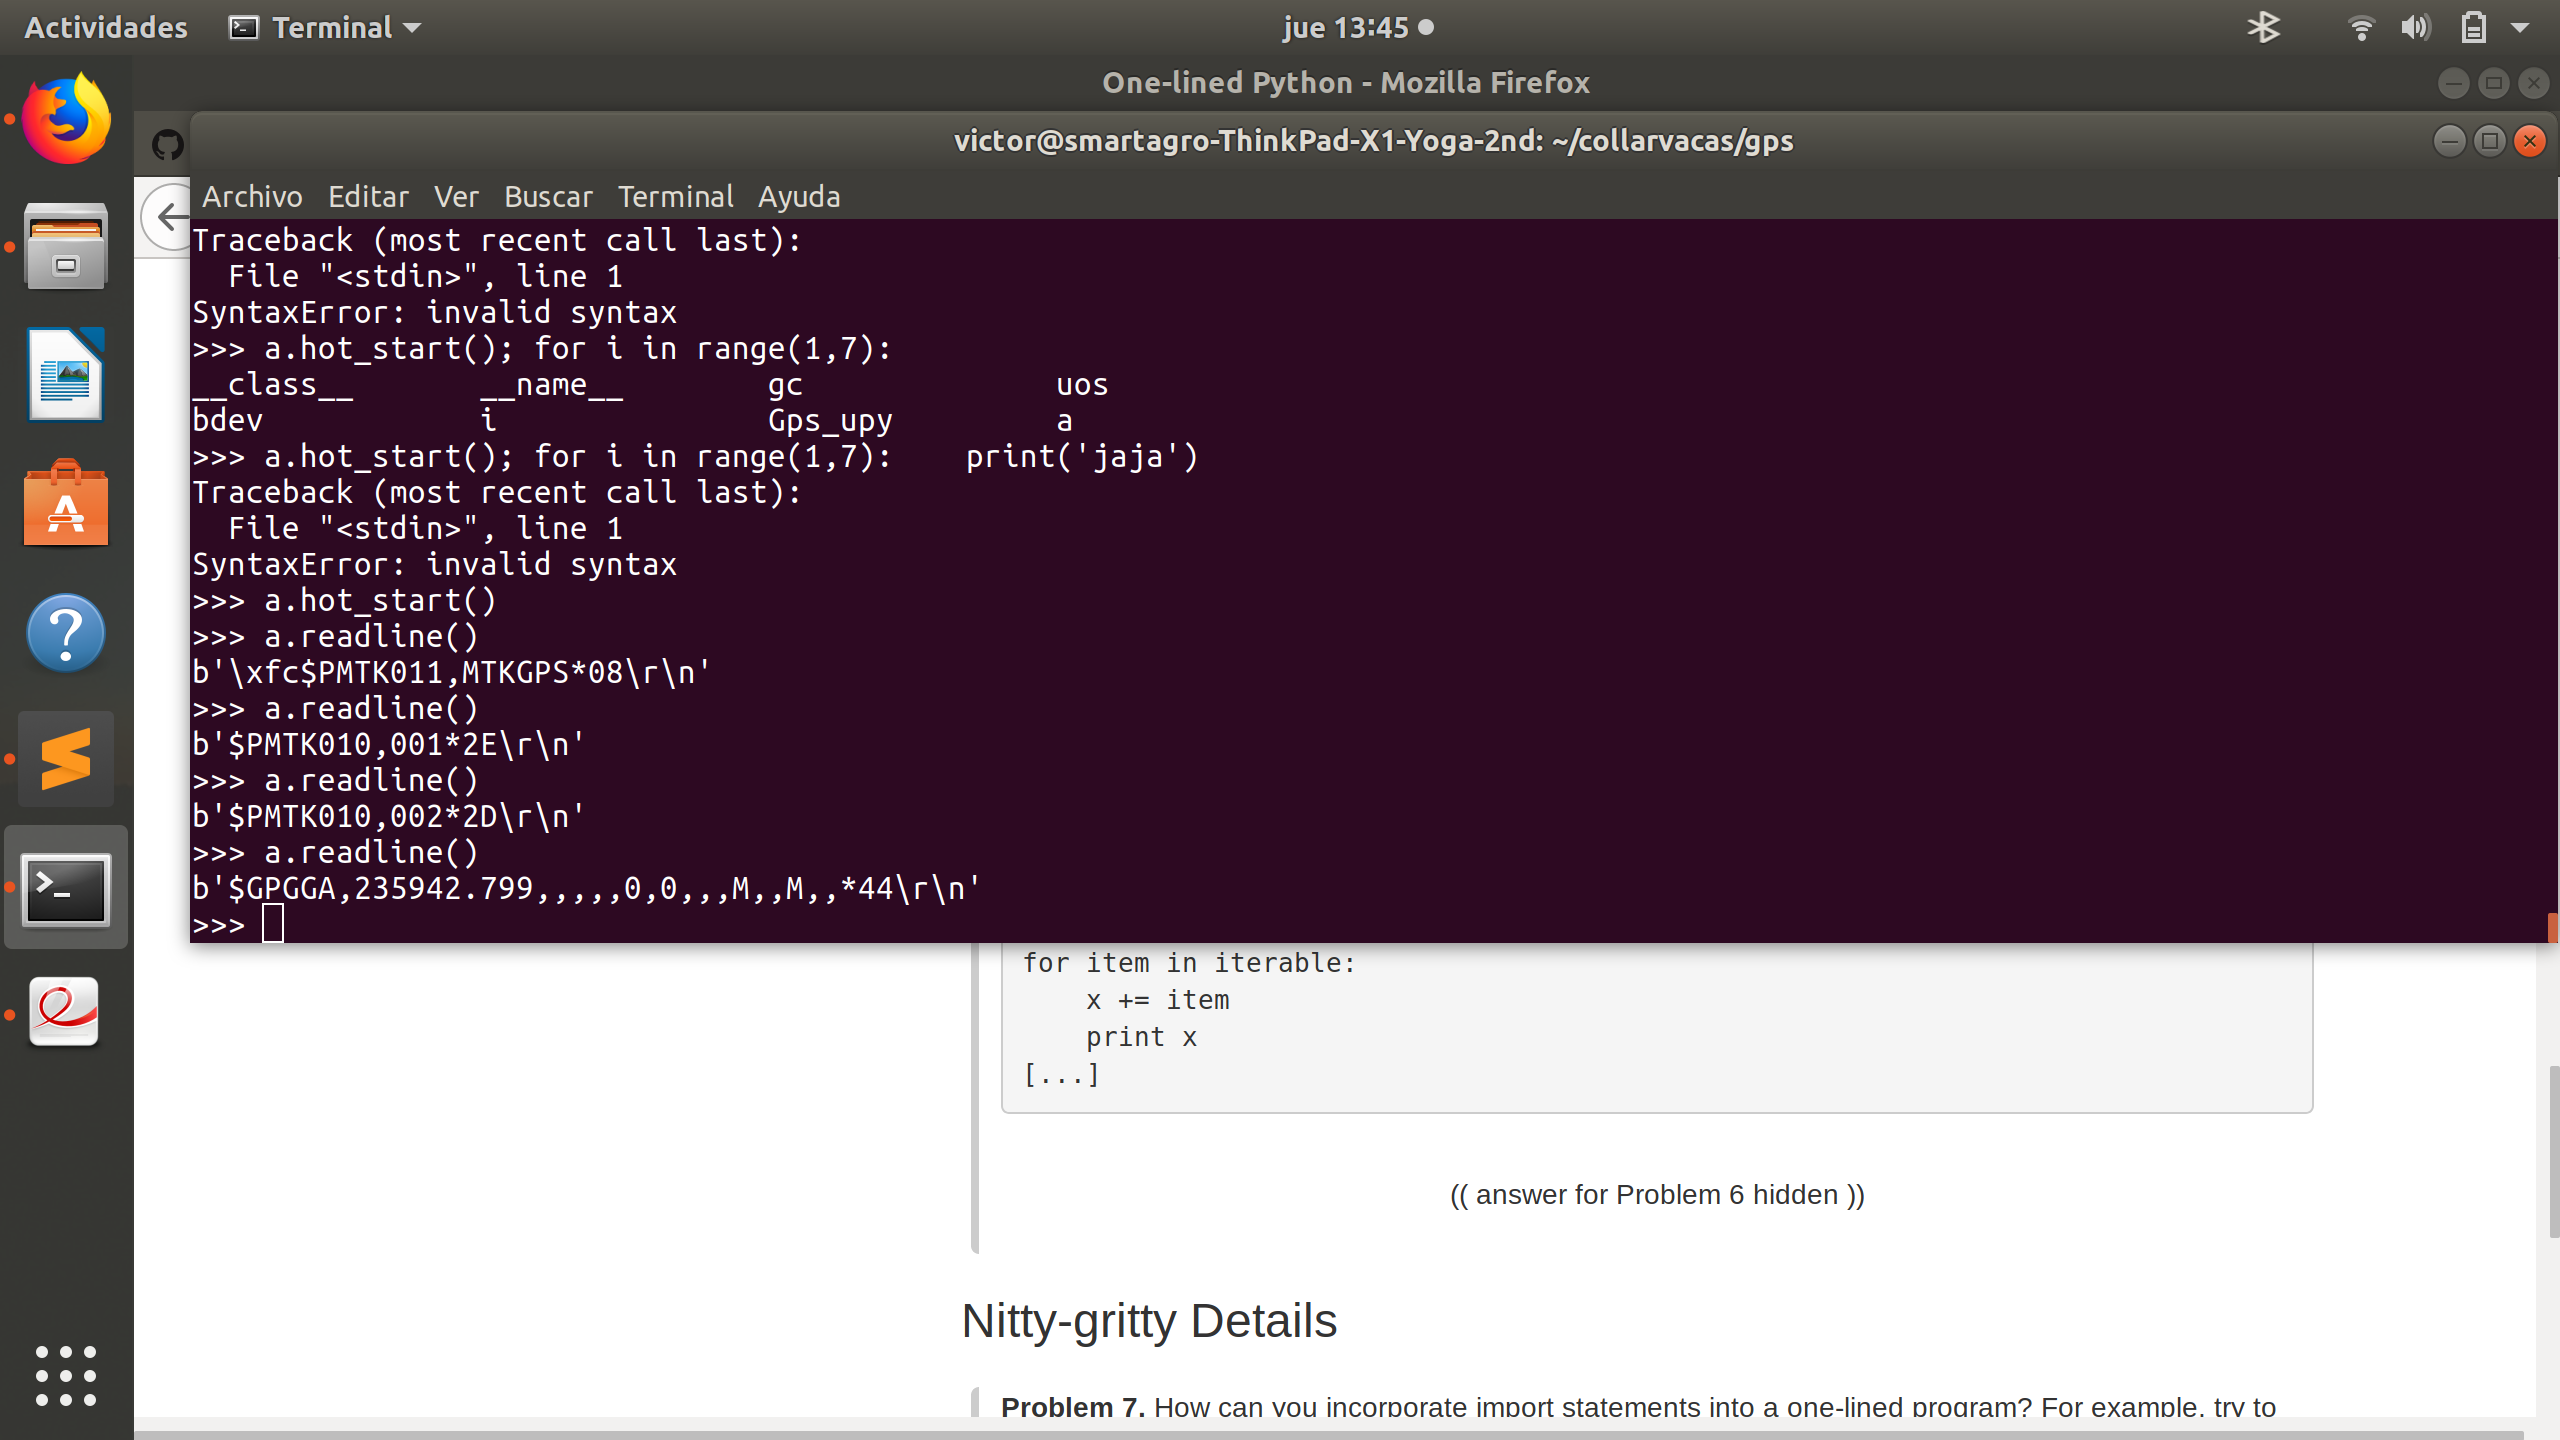 Actividades
Terminal
jue 13:45
One-lined Python - Mozilla Firefox
victor@smartagro-ThinkPad-X1-Yoga-2nd: ~/collarvacas/gps
Archivo Editar Ver Buscar Terminal Ayuda
Traceback (most recent call last):
  File "<stdin>", line 1
SyntaxError: invalid syntax
>>> a.hot_start(); for i in range(1,7):
__class__       __name__        gc              uos
bdev            i               Gps_upy         a
>>> a.hot_start(); for i in range(1,7):    print('jaja')
Traceback (most recent call last):
  File "<stdin>", line 1
SyntaxError: invalid syntax
>>> a.hot_start()
>>> a.readline()
b'\xfc$PMTK011,MTKGPS*08\r\n'
>>> a.readline()
b'$PMTK010,001*2E\r\n'
>>> a.readline()
b'$PMTK010,002*2D\r\n'
>>> a.readline()
b'$GPGGA,235942.799,,,,,0,0,,,M,,M,,*44\r\n'
>>>
for item in iterable:
    x += item
    print x
[...]
(( answer for Problem 6 hidden ))
Nitty-gritty Details
Problem 7. How can you incorporate import statements into a one-lined program? For example, try to